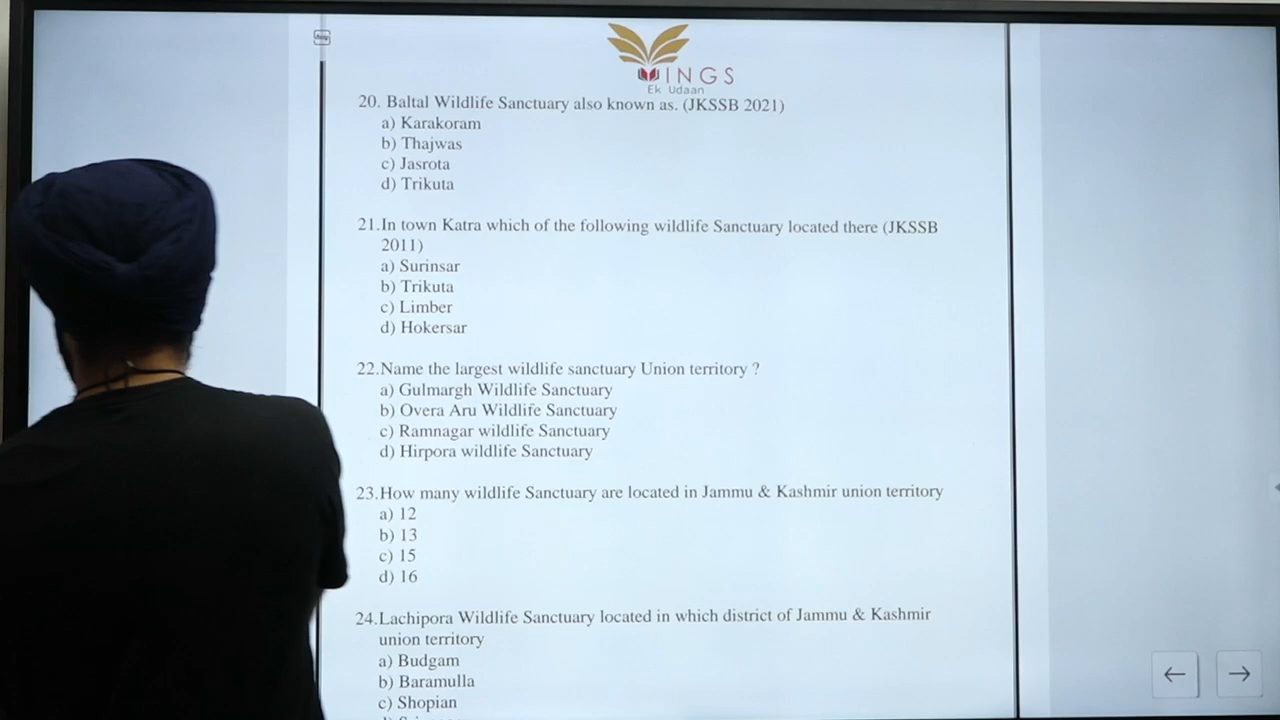 WINGS
Ek Udaan
20. Baltal Wildlife Sanctuary also known as. (JKSSB 2021)
a) Karakoram
b) Thajwas
c) Jasrota
d) Trikuta
21.In town Katra which of the following wildlife Sanctuary located there (JKSSB
2011)
a) Surinsar
b) Trikuta
c) Limber
d) Hokersar
22.Name the largest wildlife sanctuary Union territory ?
a) Gulmargh Wildlife Sanctuary
b) Overa Aru Wildlife Sanctuary
c) Ramnagar wildlife Sanctuary
d) Hirpora wildlife Sanctuary
23.How many wildlife Sanctuary are located in Jammu & Kashmir union territory
a) 12
b) 13
c) 15
d) 16
24.Lachipora Wildlife Sanctuary located in which district of Jammu & Kashmir
union territory
a) Budgam
b) Baramulla
c) Shopian